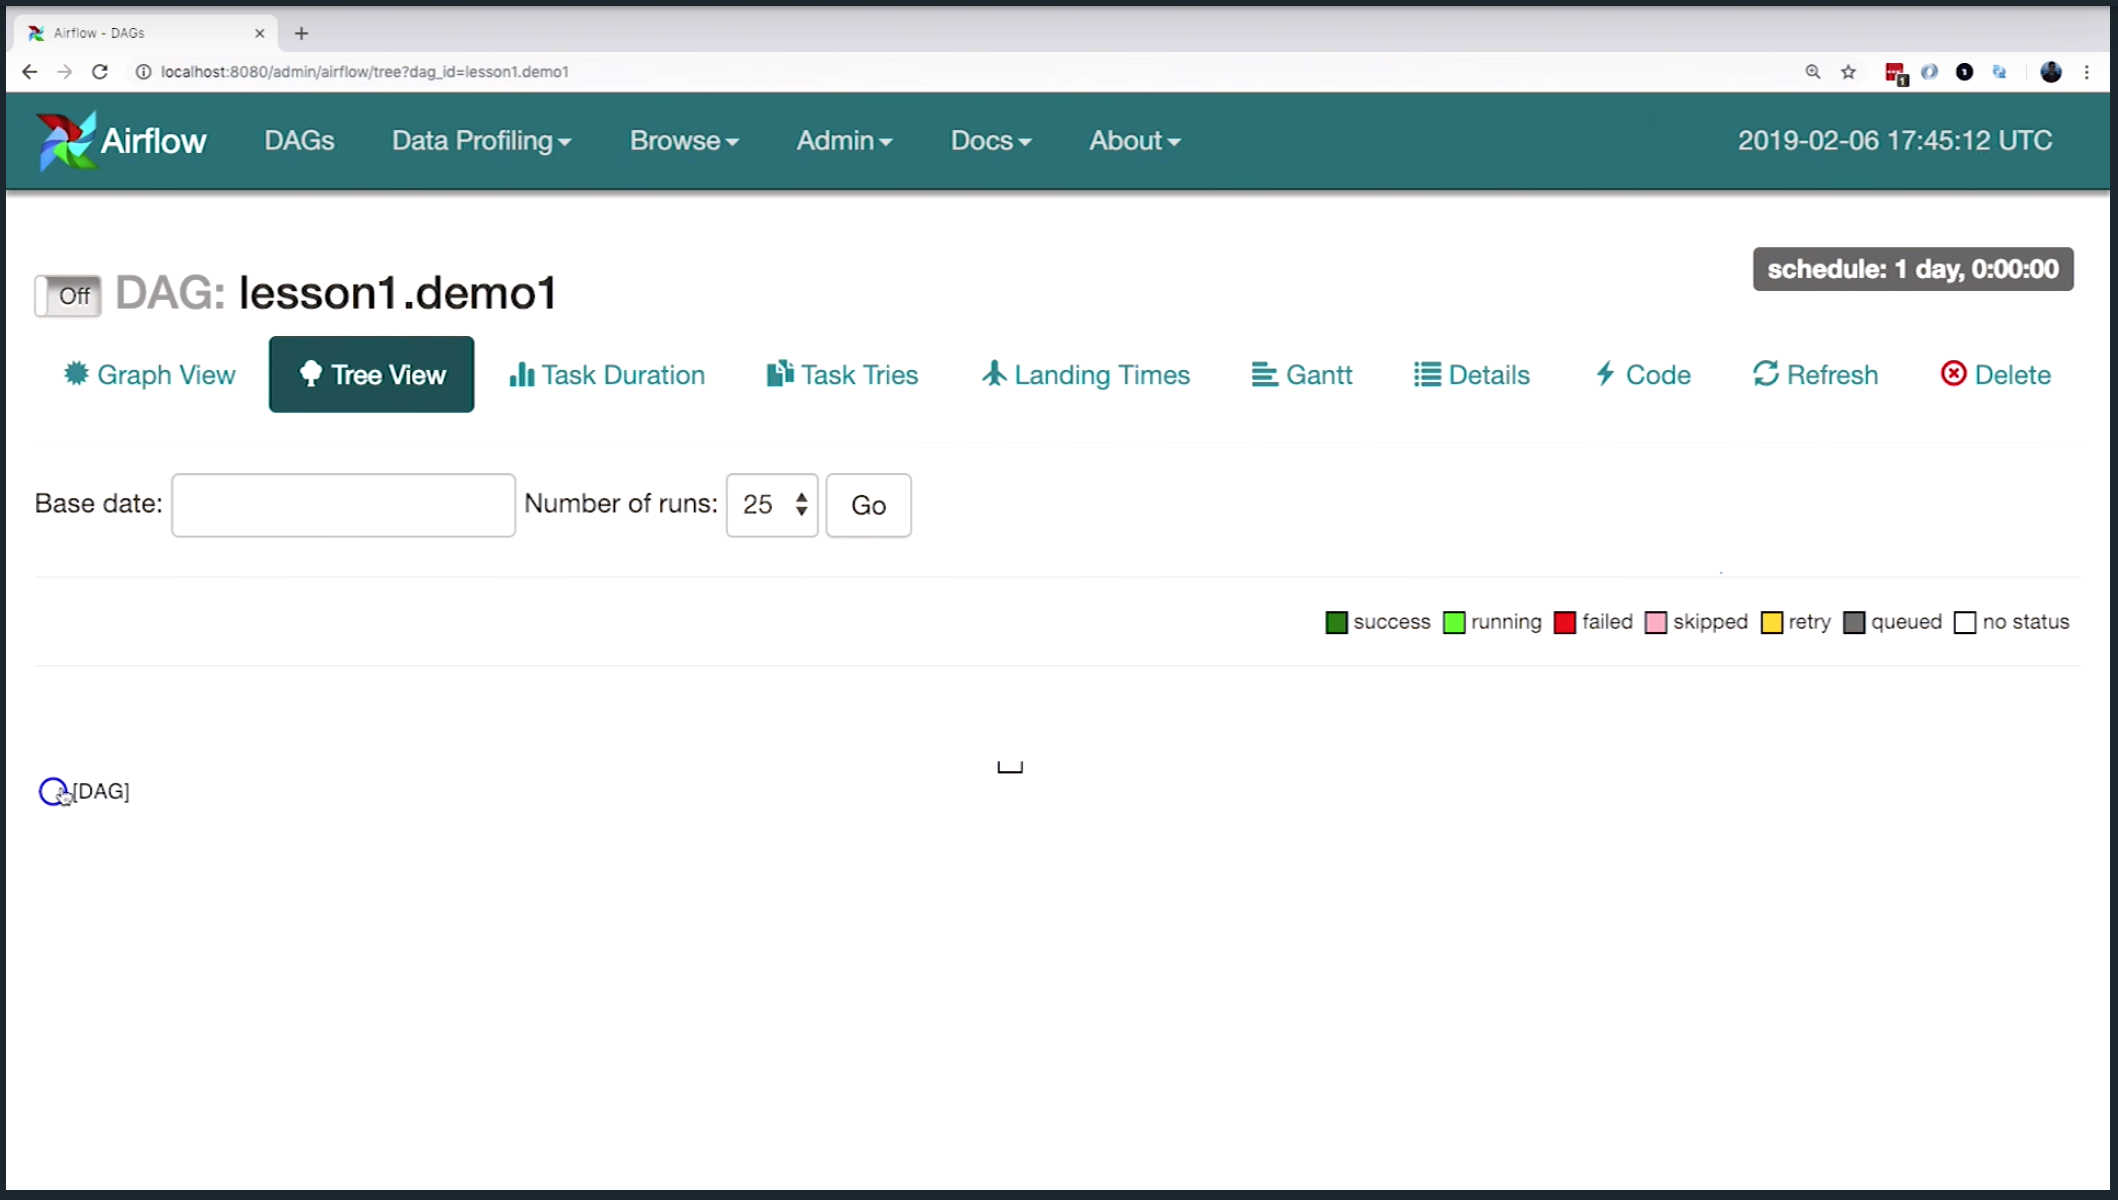 Airflow - DAGs
localhost:8080/admin/airflow/tree?dag_id=lesson1.demo1
1 1
Airflow DAGs Data Profiling Browse Admin Docs About 2019-02-06 17:45:12 UTC
schedule: 1 day, 0:00:00
Off DAG: lesson1.demo1
Graph View Tree View Task Duration Task Tries Landing Times Gantt Details Code Refresh Delete
Base date: Number of runs: 25 Go
success running failed skipped retry queued no status
[DAG]